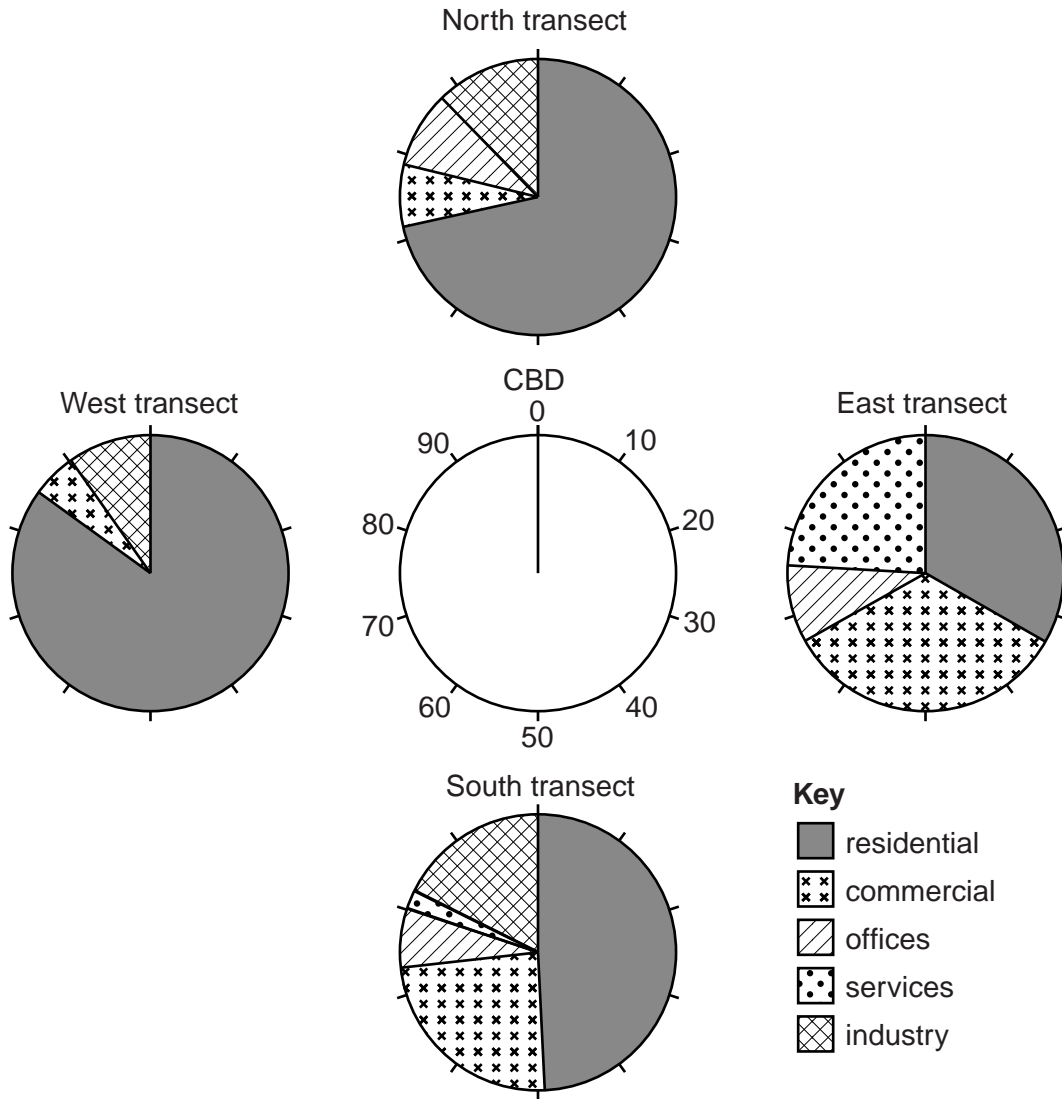 North transect
CBD
West transect
East transect
0
10
20
30
40
50
60
70
80
90
South transect
Key
residential
commercial
offices
services
industry